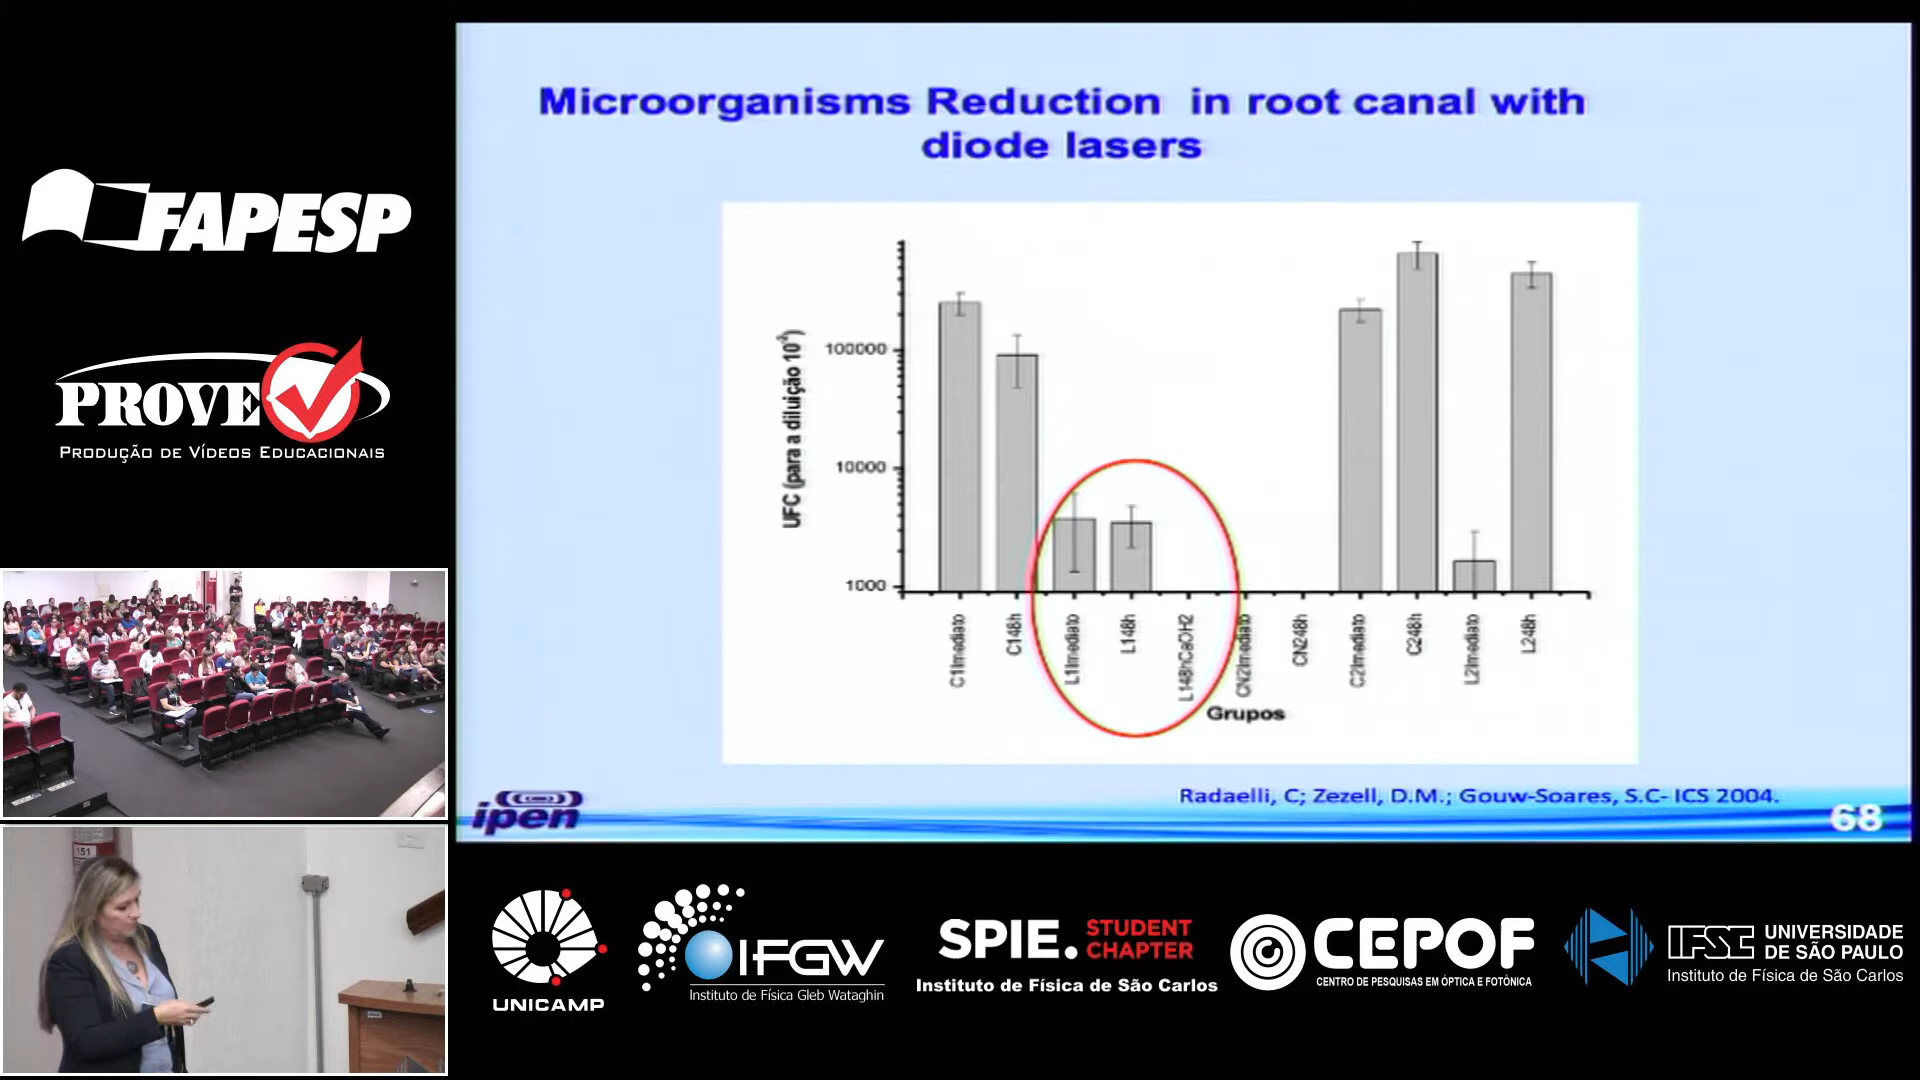 Microorganisms Reduction in root canal with
diode lasers
UFC (para a diluição 10⁻²)
100000
10000
1000
C1Imediato
C148h
L1Imediato
L148h
L148hCaOH2
CN2Imediato
CN248h
C2Imediato
C248h
L2Imediato
L248h
Grupos
Radaelli, C; Zezell, D.M.; Gouw-Soares, S.C- ICS 2004.
ipen
68
FAPESP
PROVE
PRODUÇÃO DE VÍDEOS EDUCACIONAIS
151
UNICAMP
IFGW
Instituto de Física Gleb Wataghin
SPIE. STUDENT
CHAPTER
Instituto de Física de São Carlos
CEPOF
CENTRO DE PESQUISAS EM ÓPTICA E FOTÔNICA
IFSC UNIVERSIDADE
DE SÃO PAULO
Instituto de Física de São Carlos